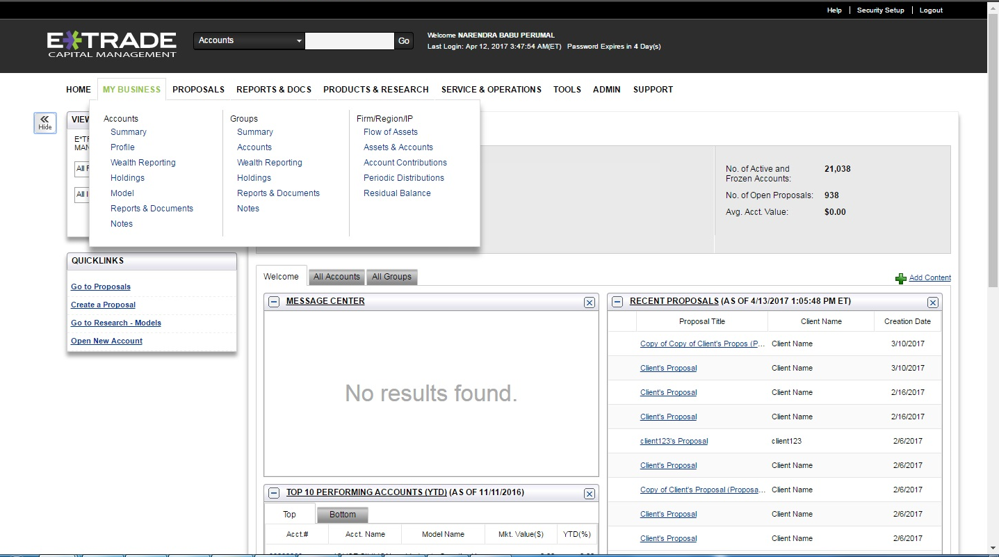 Help | Security Setup | Logout
E*TRADE
CAPITAL MANAGEMENT
Accounts
Go
Welcome NARENDRA BABU PERUMAL
Last Login: Apr 12, 2017 3:47:54 AM(ET) Password Expires in 4 Day(s)
HOME MY BUSINESS PROPOSALS REPORTS & DOCS PRODUCTS & RESEARCH SERVICE & OPERATIONS TOOLS ADMIN SUPPORT
Hide
Accounts
Summary
Profile
Wealth Reporting
Holdings
Model
Reports & Documents
Notes
Groups
Summary
Accounts
Wealth Reporting
Holdings
Reports & Documents
Notes
Firm/Region/IP
Flow of Assets
Assets & Accounts
Account Contributions
Periodic Distributions
Residual Balance
No. of Active and
Frozen Accounts: 21,038
No. of Open Proposals: 938
Avg. Acct. Value: $0.00
QUICKLINKS
Go to Proposals
Create a Proposal
Go to Research - Models
Open New Account
Welcome All Accounts All Groups
Add Content
MESSAGE CENTER
No results found.
RECENT PROPOSALS (AS OF 4/13/2017 1:05:48 PM ET)
Proposal Title Client Name Creation Date
Copy of Copy of Client's Propos (P... Client Name 3/10/2017
Client's Proposal Client Name 3/10/2017
Client's Proposal Client Name 2/16/2017
Client's Proposal Client Name 2/16/2017
client123's Proposal client123 2/6/2017
Client's Proposal Client Name 2/6/2017
Copy of Client's Proposal (Proposa... Client Name 2/6/2017
Client's Proposal Client Name 2/6/2017
Client's Proposal Client Name 2/6/2017
TOP 10 PERFORMING ACCOUNTS (YTD) (AS OF 11/11/2016)
Top Bottom
Acct.# Acct. Name Model Name Mkt. Value($) YTD(%)